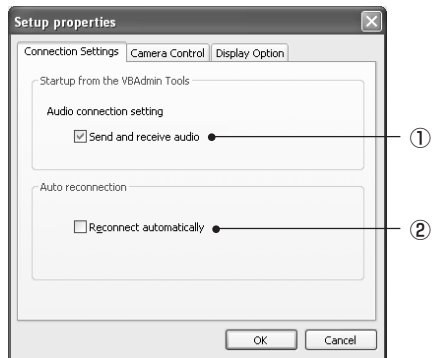 Setup properties
Connection Settings Camera Control Display Option
Startup from the VBAdmin Tools
Audio connection setting
Send and receive audio ①
Auto reconnection
Reconnect automatically ②
OK Cancel